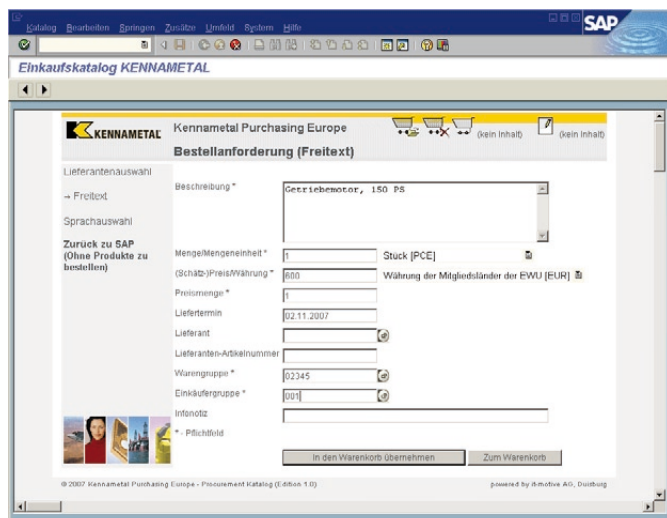 Katalog Bearbeiten Springen Zusätze Umfeld System Hilfe
SAP
Einkaufskatalog KENNAMETAL
KENNAMETAL
Kennametal Purchasing Europe
(kein Inhalt)
(kein Inhalt)
Bestellanforderung (Freitext)
Lieferantenauswahl
→ Freitext
Sprachauswahl
Zurück zu SAP
(Ohne Produkte zu
bestellen)
Beschreibung *
Getriebemotor, 150 PS
Menge/Mengeneinheit * 1 Stück [PCE]
(Schätz-)Preis/Währung * 600 Währung der Mitgliedsländer der EWU [EUR]
Preismenge * 1
Liefertermin 02.11.2007
Lieferant
Lieferanten-Artikelnummer
Warengruppe * 02345
Einkäufergruppe * 001
Infonotiz
* - Pflichtfeld
In den Warenkorb übernehmen Zum Warenkorb
© 2007 Kennametal Purchasing Europe - Procurement Katalog (Edition 1.0) powered by it-motive AG, Duisburg